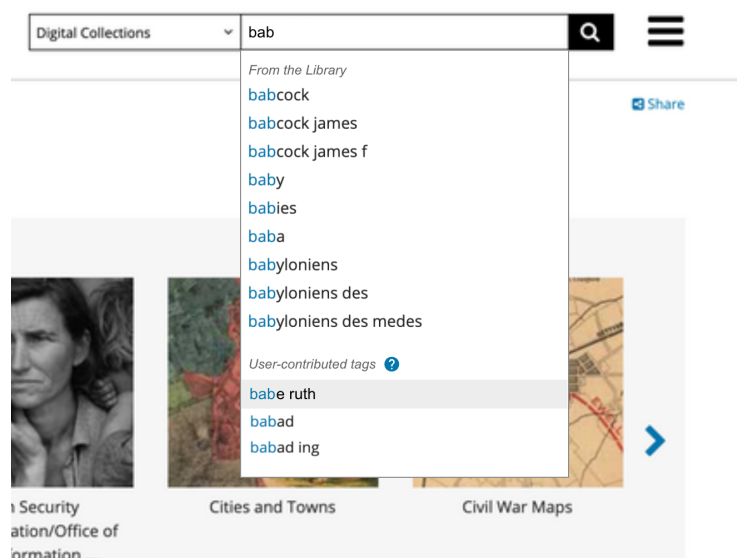 Digital Collections
bab
From the Library
babcock
Share
babcock james
babcock james f
baby
babies
baba
babyloniens
babyloniens des
babyloniens des medes
User-contributed tags ?
babe ruth
babad
babad ing
EWELL
Security
Cities and Towns
Civil War Maps
ation/Office of
formation ...